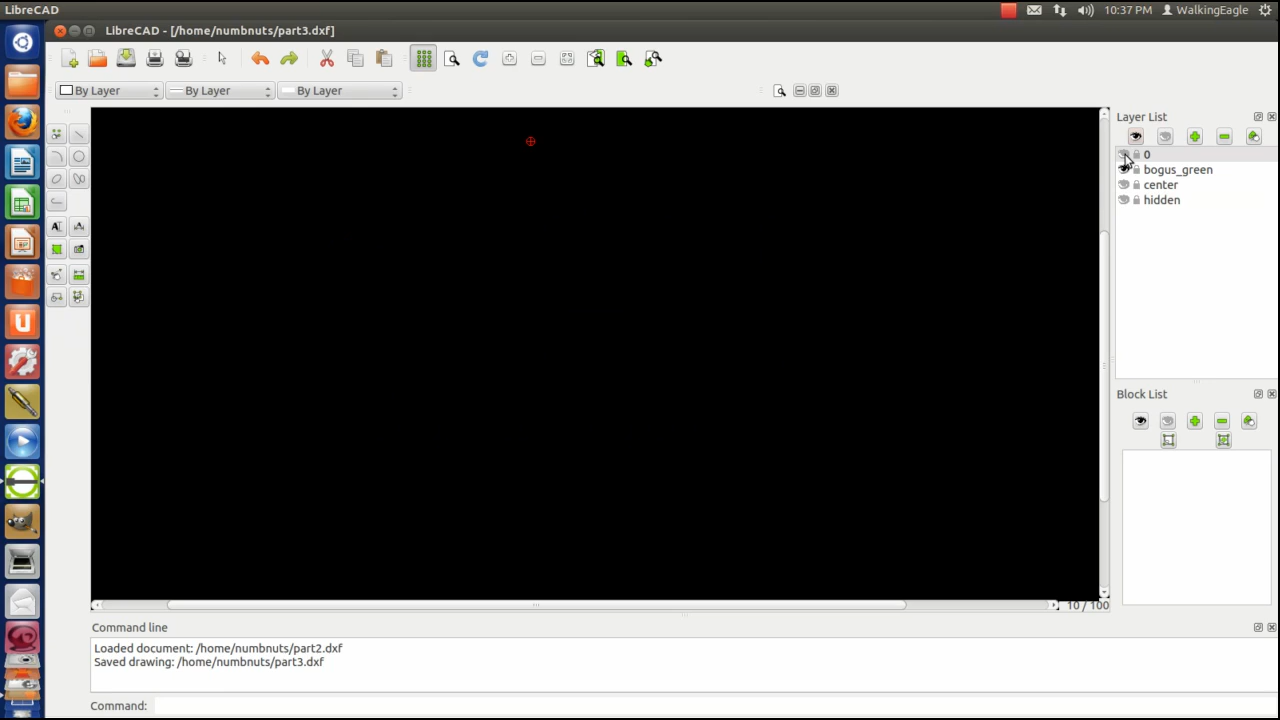 LibreCAD
10:37 PM
WalkingEagle
LibreCAD - [/home/numbnuts/part3.dxf]
By Layer
By Layer
By Layer
Layer List
0
bogus_green
center
hidden
Block List
10 / 100
Command line
Loaded document: /home/numbnuts/part2.dxf
Saved drawing: /home/numbnuts/part3.dxf
Command: